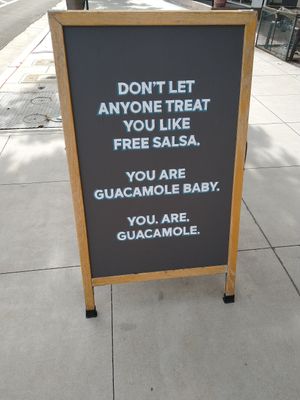 DON'T LET
ANYONE TREAT
YOU LIKE
FREE SALSA.
YOU ARE
GUACAMOLE BABY.
YOU. ARE.
GUACAMOLE.